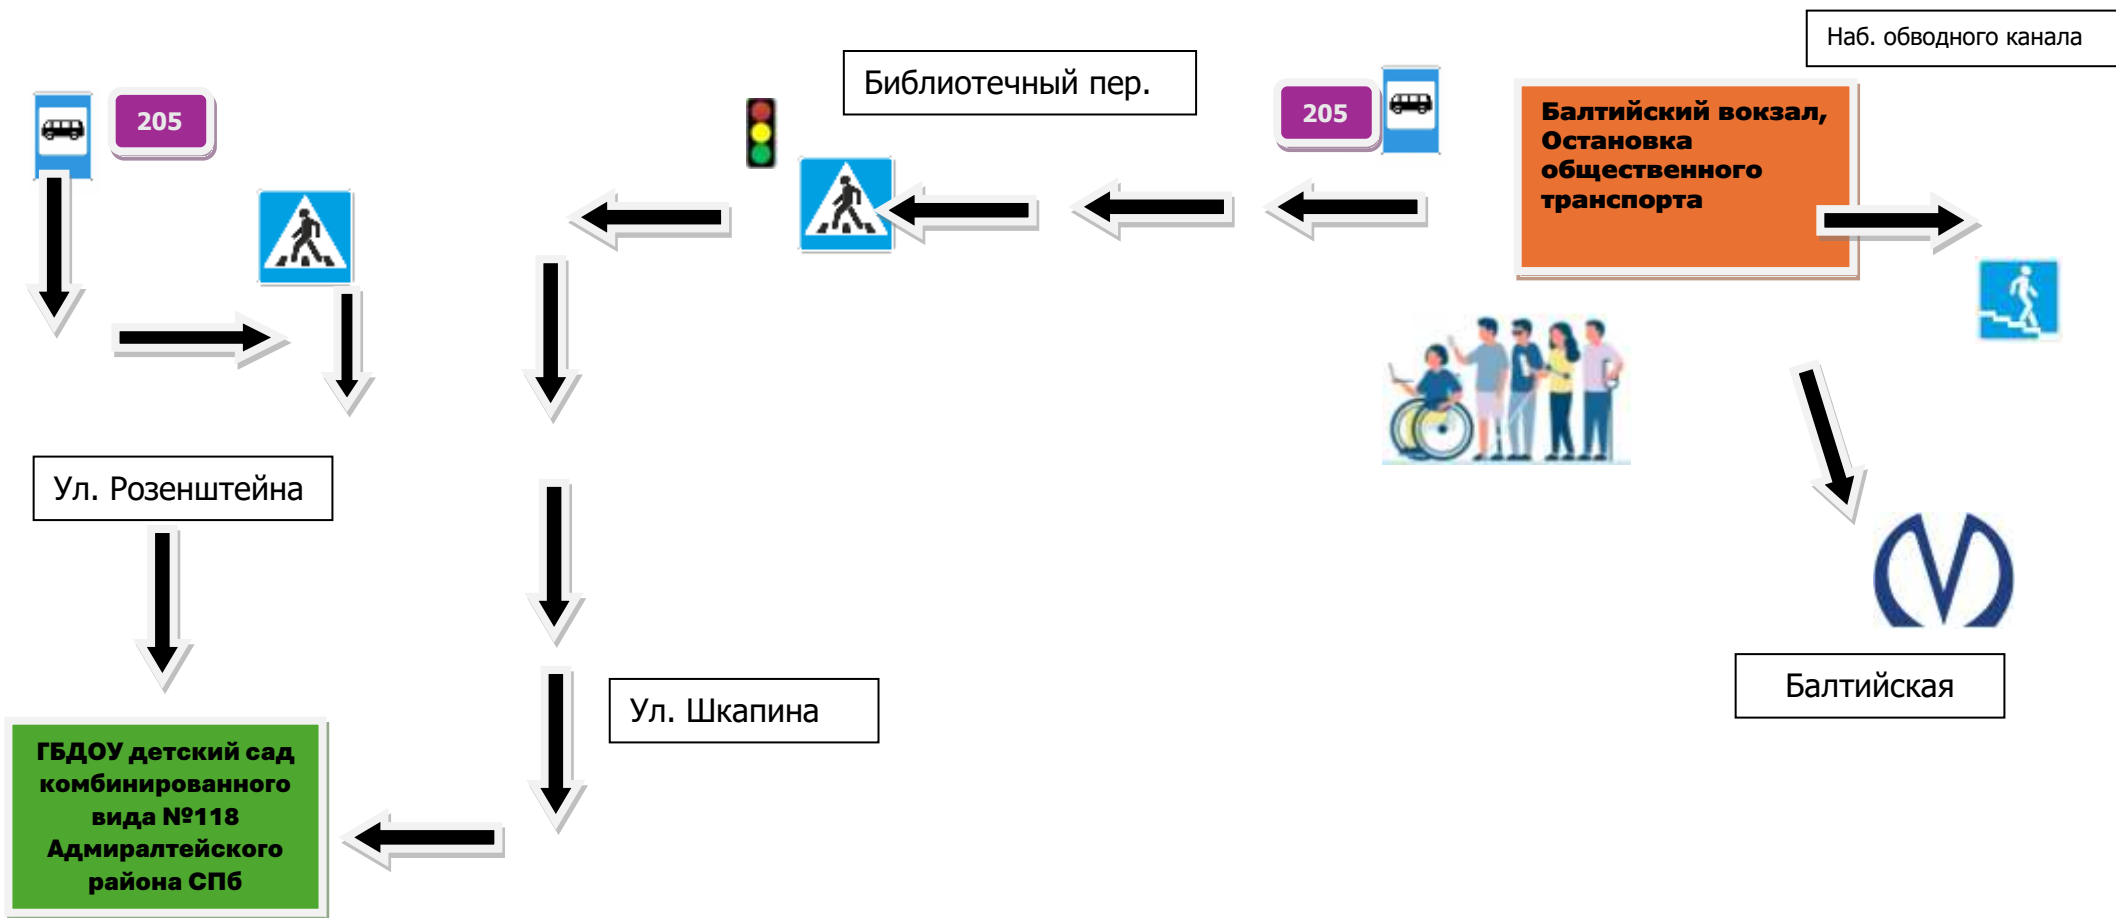 Наб. обводного канала
Библиотечный пер.
205
205
Балтийский вокзал,
Остановка
общественного
транспорта
Ул. Розенштейна
Ул. Шкапина
Балтийская
ГБДОУ детский сад
комбинированного
вида №118
Адмиралтейского
района СПб